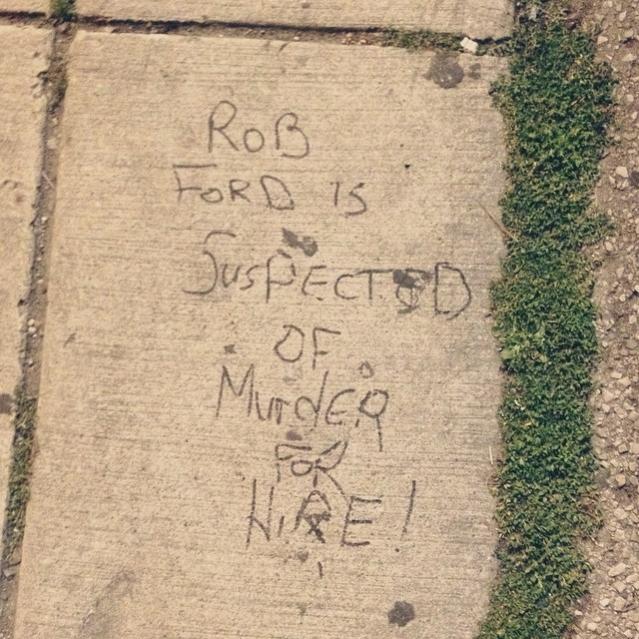 ROB
FORD IS
SUSPECTED
OF
MURdER
FOR
HIRE!